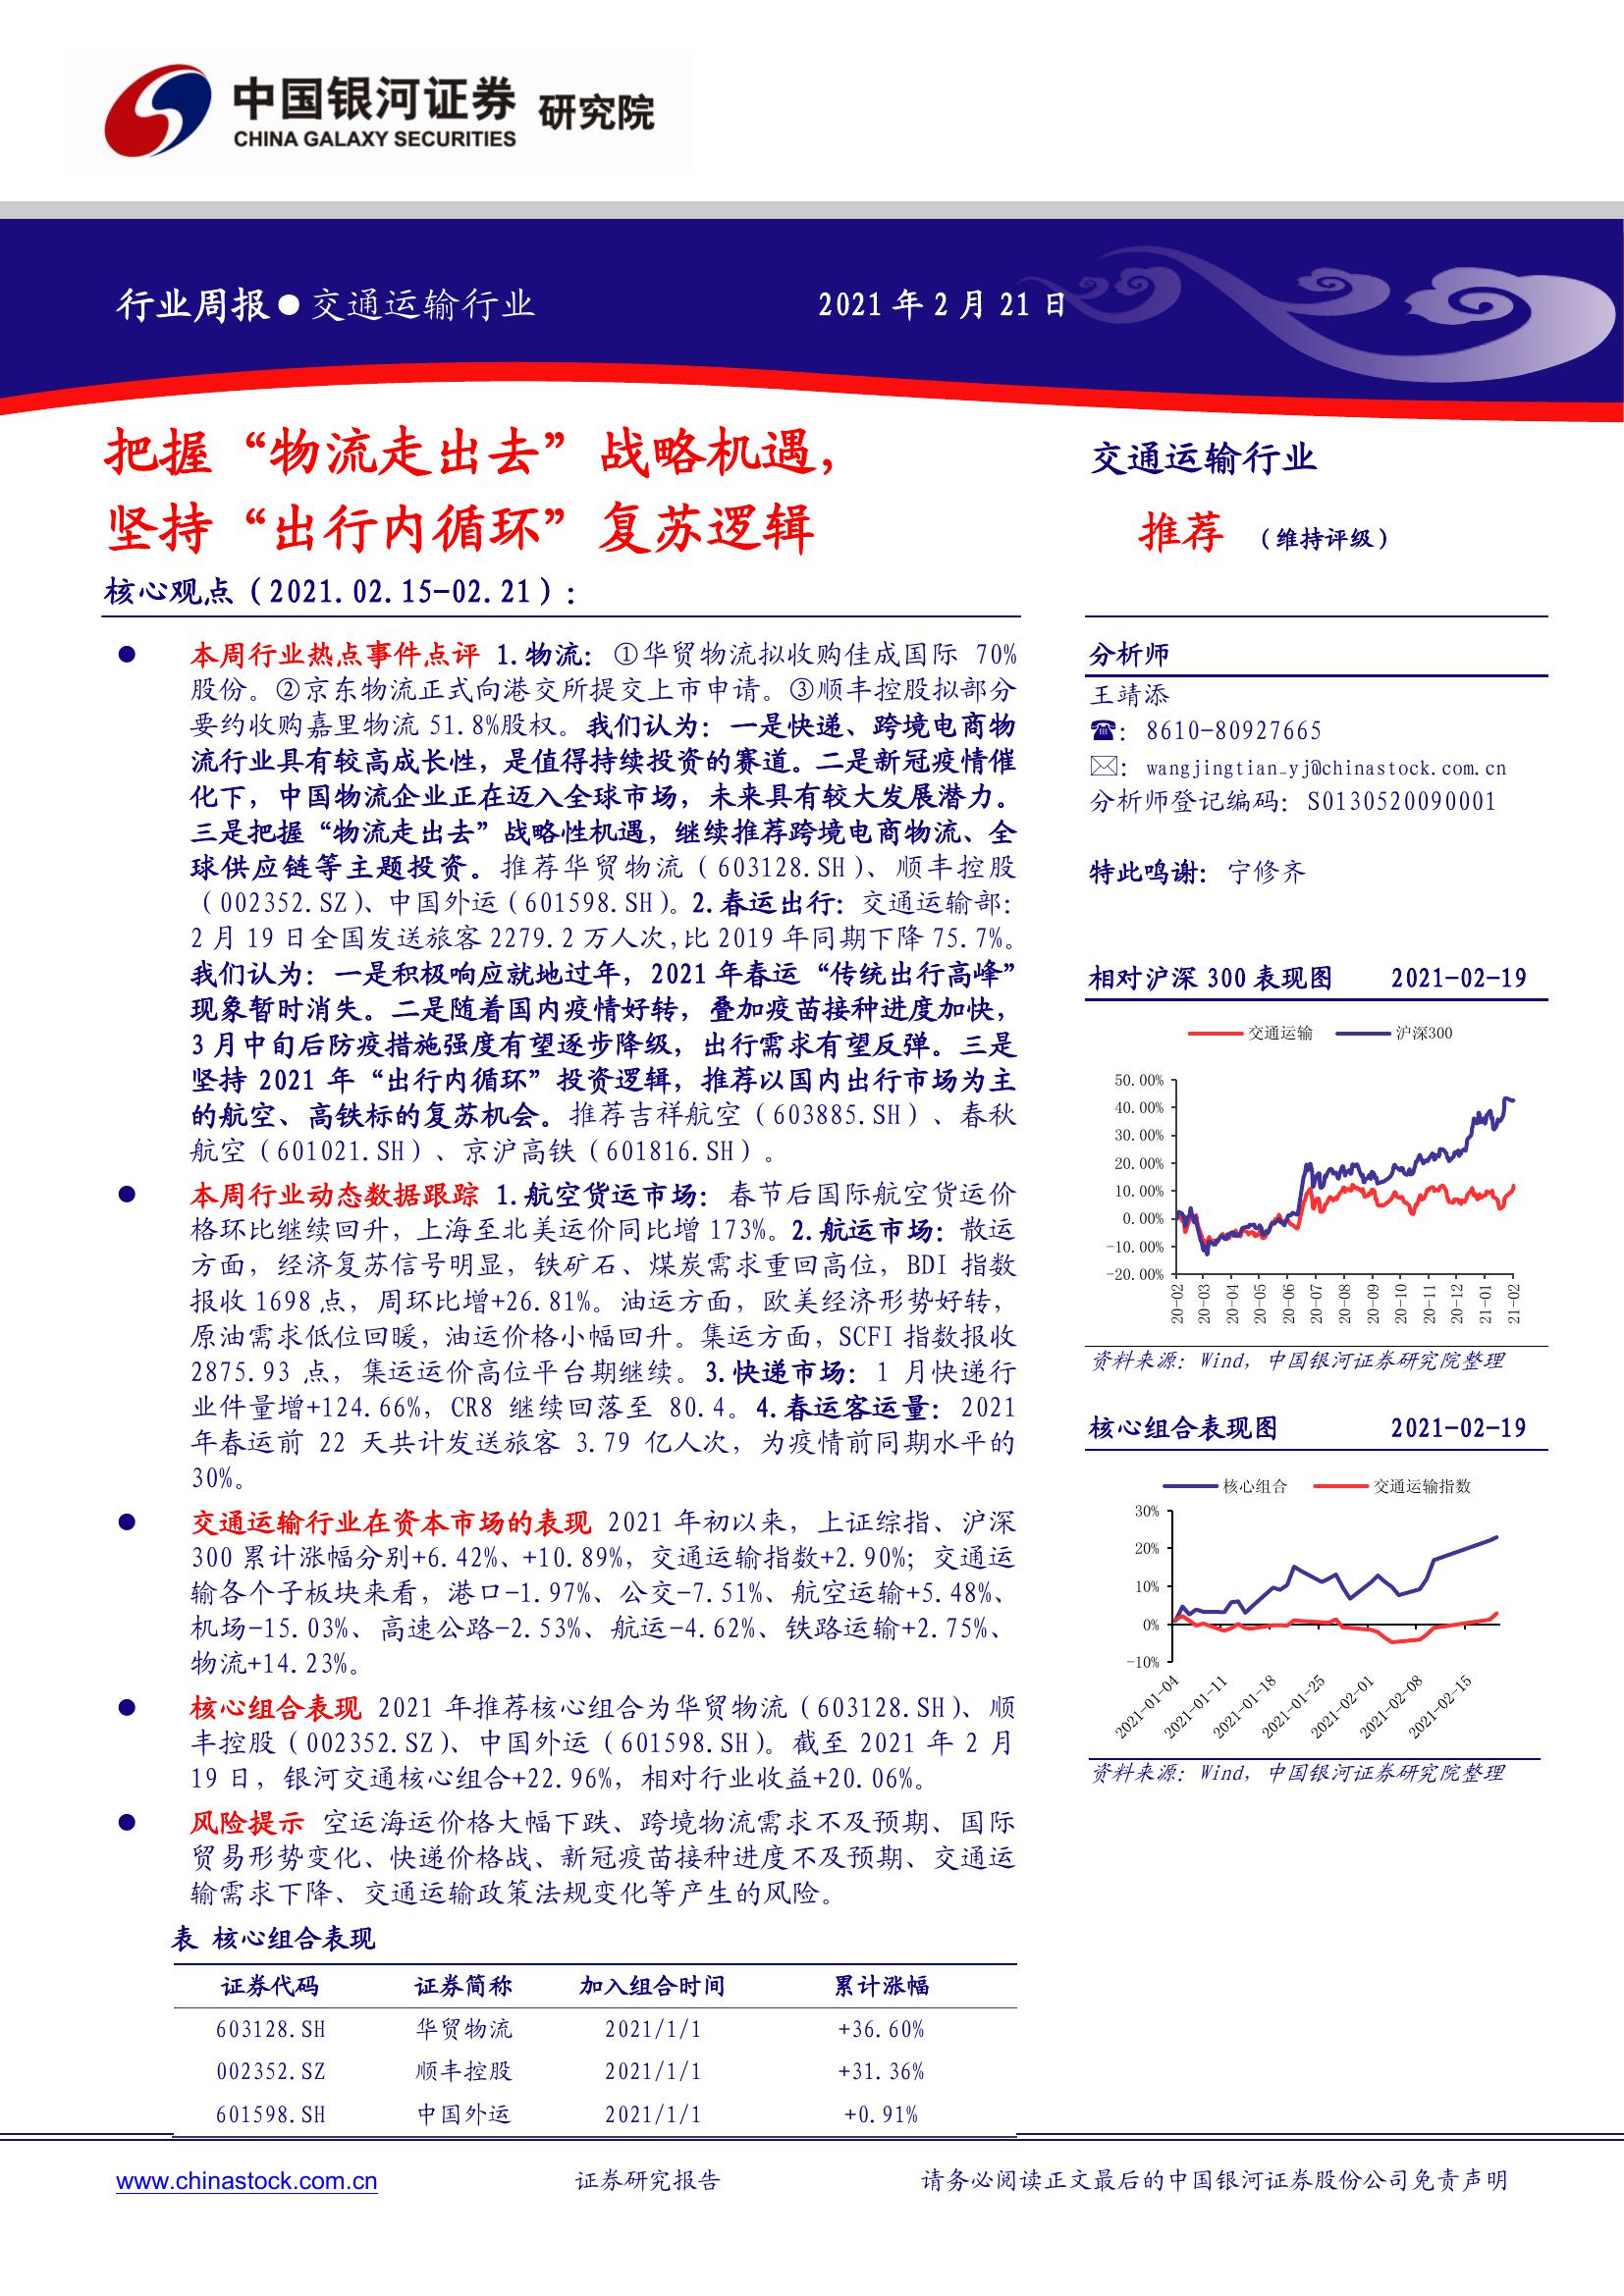 中国银河证券 研究院
CHINA GALAXY SECURITIES
行业周报●交通运输行业
2021 年 2 月 21 日
把握“物流走出去”战略机遇，
坚持“出行内循环”复苏逻辑
核心观点（2021.02.15-02.21）：
● 本周行业热点事件点评 1.物流：①华贸物流拟收购佳成国际 70%
股份。②京东物流正式向港交所提交上市申请。③顺丰控股拟部分
要约收购嘉里物流 51.8%股权。我们认为：一是快递、跨境电商物
流行业具有较高成长性，是值得持续投资的赛道。二是新冠疫情催
化下，中国物流企业正在迈入全球市场，未来具有较大发展潜力。
三是把握“物流走出去”战略性机遇，继续推荐跨境电商物流、全
球供应链等主题投资。推荐华贸物流（603128.SH）、顺丰控股
（002352.SZ）、中国外运（601598.SH）。2.春运出行：交通运输部：
2 月 19 日全国发送旅客 2279.2 万人次，比 2019 年同期下降 75.7%。
我们认为：一是积极响应就地过年，2021 年春运“传统出行高峰”
现象暂时消失。二是随着国内疫情好转，叠加疫苗接种进度加快，
3 月中旬后防疫措施强度有望逐步降级，出行需求有望反弹。三是
坚持 2021 年“出行内循环”投资逻辑，推荐以国内出行市场为主
的航空、高铁标的复苏机会。推荐吉祥航空（603885.SH）、春秋
航空（601021.SH）、京沪高铁（601816.SH）。
● 本周行业动态数据跟踪 1.航空货运市场：春节后国际航空货运价
格环比继续回升，上海至北美运价同比增 173%。2.航运市场：散运
方面，经济复苏信号明显，铁矿石、煤炭需求重回高位，BDI 指数
报收 1698 点，周环比增+26.81%。油运方面，欧美经济形势好转，
原油需求低位回暖，油运价格小幅回升。集运方面，SCFI 指数报收
2875.93 点，集运运价高位平台期继续。3.快递市场：1 月快递行
业件量增+124.66%，CR8 继续回落至 80.4。4.春运客运量：2021
年春运前 22 天共计发送旅客 3.79 亿人次，为疫情前同期水平的
30%。
● 交通运输行业在资本市场的表现 2021 年初以来，上证综指、沪深
300 累计涨幅分别+6.42%、+10.89%，交通运输指数+2.90%；交通运
输各个子板块来看，港口-1.97%、公交-7.51%、航空运输+5.48%、
机场-15.03%、高速公路-2.53%、航运-4.62%、铁路运输+2.75%、
物流+14.23%。
● 核心组合表现 2021 年推荐核心组合为华贸物流（603128.SH）、顺
丰控股（002352.SZ）、中国外运（601598.SH）。截至 2021 年 2 月
19 日，银河交通核心组合+22.96%，相对行业收益+20.06%。
● 风险提示 空运海运价格大幅下跌、跨境物流需求不及预期、国际
贸易形势变化、快递价格战、新冠疫苗接种进度不及预期、交通运
输需求下降、交通运输政策法规变化等产生的风险。
表 核心组合表现
证券代码 证券简称 加入组合时间 累计涨幅
603128.SH 华贸物流 2021/1/1 +36.60%
002352.SZ 顺丰控股 2021/1/1 +31.36%
601598.SH 中国外运 2021/1/1 +0.91%
交通运输行业
推荐 （维持评级）
分析师
王靖添
☎：8610-80927665
✉：wangjingtian_yj@chinastock.com.cn
分析师登记编码：S0130520090001
特此鸣谢：宁修齐
相对沪深 300 表现图 2021-02-19
交通运输 沪深300
50.00%
40.00%
30.00%
20.00%
10.00%
0.00%
-10.00%
-20.00%
20-02 20-03 20-04 20-05 20-06 20-07 20-08 20-09 20-10 20-11 20-12 21-01 21-02
资料来源：Wind，中国银河证券研究院整理
核心组合表现图 2021-02-19
核心组合 交通运输指数
30%
20%
10%
0%
-10%
2021-01-04 2021-01-11 2021-01-18 2021-01-25 2021-02-01 2021-02-08 2021-02-15
资料来源：Wind，中国银河证券研究院整理
www.chinastock.com.cn 证券研究报告 请务必阅读正文最后的中国银河证券股份公司免责声明